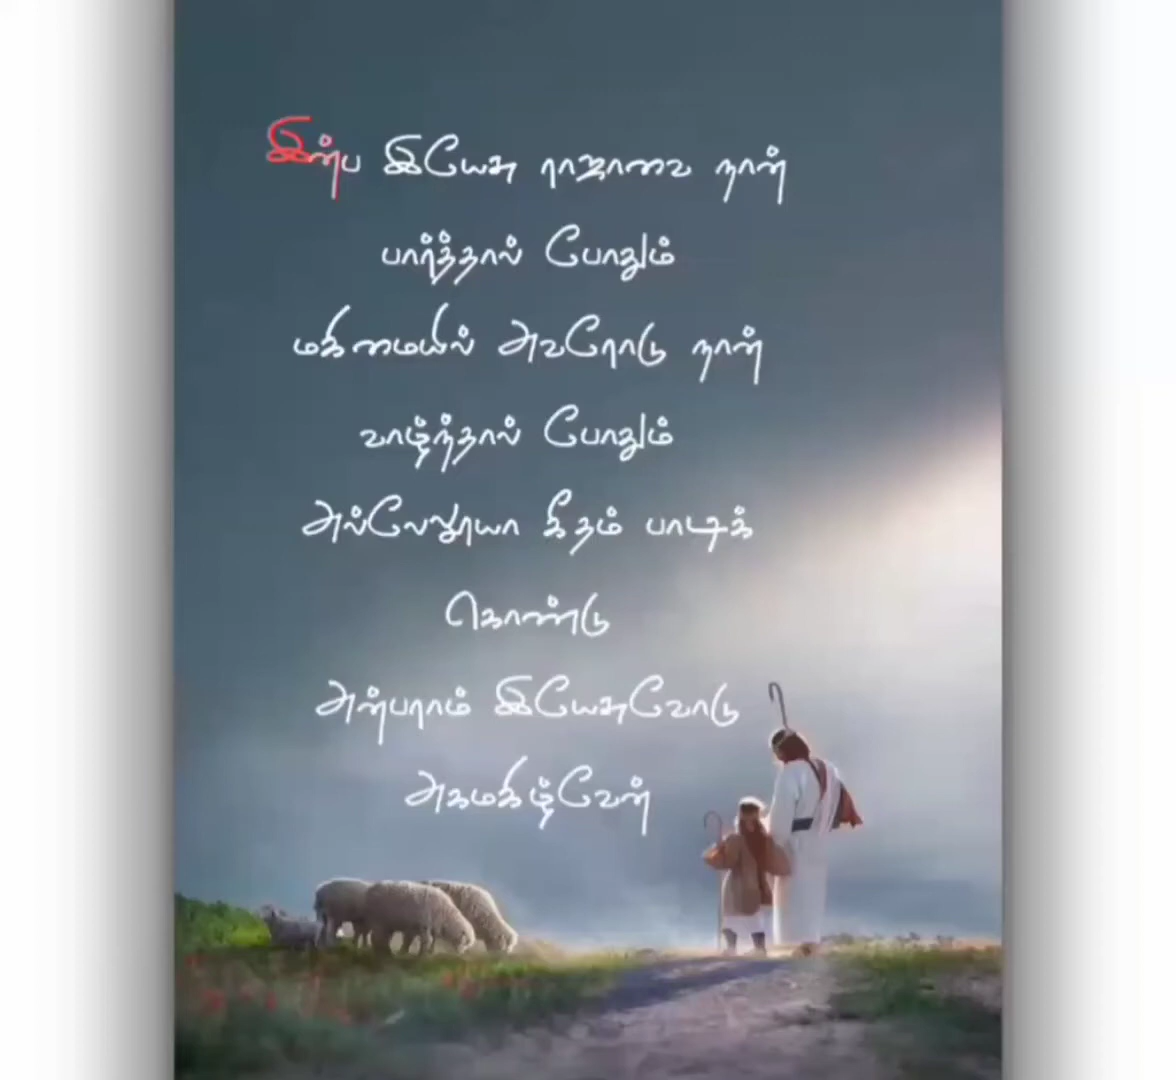 இன்ப இயேசு ராஜாவை நான்
பார்த்தால் போதும்
மகிமையில் அவரோடு நான்
வாழ்ந்தால் போதும்
அல்லேலூயா கீதம் பாடிக்
கொண்டு
அன்பராம் இயேசுவோடு
அகமகிழ்வேன்